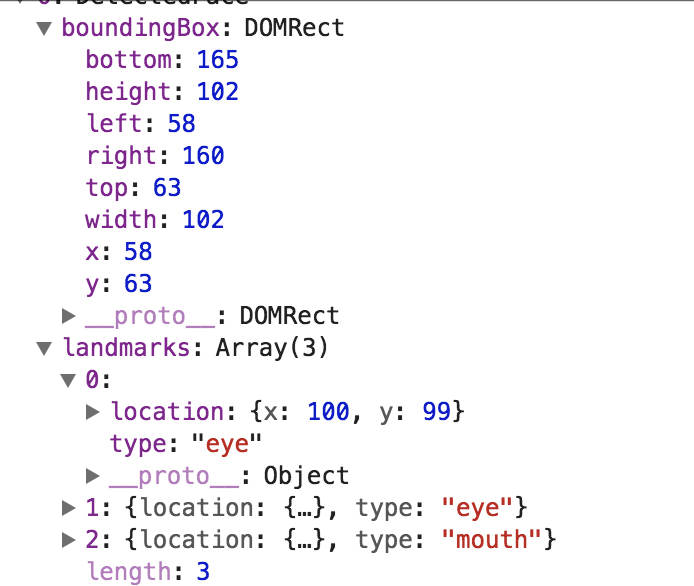 0: DetectedFace
boundingBox: DOMRect
bottom: 165
height: 102
left: 58
right: 160
top: 63
width: 102
x: 58
y: 63
__proto__: DOMRect
landmarks: Array(3)
0:
location: {x: 100, y: 99}
type: "eye"
__proto__: Object
1: {location: {…}, type: "eye"}
2: {location: {…}, type: "mouth"}
length: 3